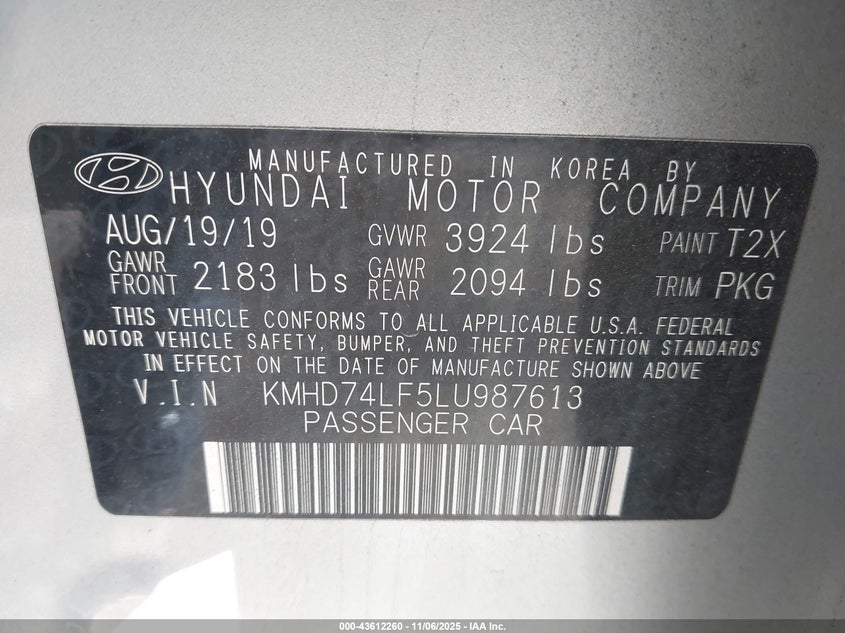 MANUFACTURED IN KOREA BY
HYUNDAI MOTOR COMPANY
AUG/19/19 GVWR 3924 lbs PAINT T2X
GAWR FRONT 2183 lbs GAWR REAR 2094 lbs TRIM PKG
THIS VEHICLE CONFORMS TO ALL APPLICABLE U.S.A. FEDERAL
MOTOR VEHICLE SAFETY, BUMPER, AND THEFT PREVENTION STANDARDS
IN EFFECT ON THE DATE OF MANUFACTURE SHOWN ABOVE
V.I.N KMHD74LF5LU987613
PASSENGER CAR
000-43612260 - 11/06/2025 - IAA Inc.